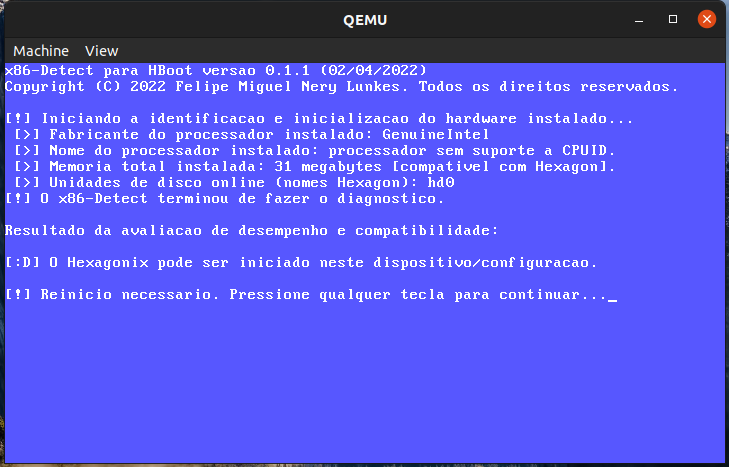 QEMU
Machine View
x86-Detect para HBoot versao 0.1.1 (02/04/2022)
Copyright (C) 2022 Felipe Miguel Nery Lunkes. Todos os direitos reservados.
[!] Iniciando a identificacao e inicializacao do hardware instalado...
[>] Fabricante do processador instalado: GenuineIntel
[>] Nome do processador instalado: processador sem suporte a CPUID.
[>] Memoria total instalada: 31 megabytes [compativel com Hexagon].
[>] Unidades de disco online (nomes Hexagon): hd0
[!] O x86-Detect terminou de fazer o diagnostico.
Resultado da avaliacao de desempenho e compatibilidade:
[:D] O Hexagonix pode ser iniciado neste dispositivo/configuracao.
[!] Reinicio necessario. Pressione qualquer tecla para continuar..._